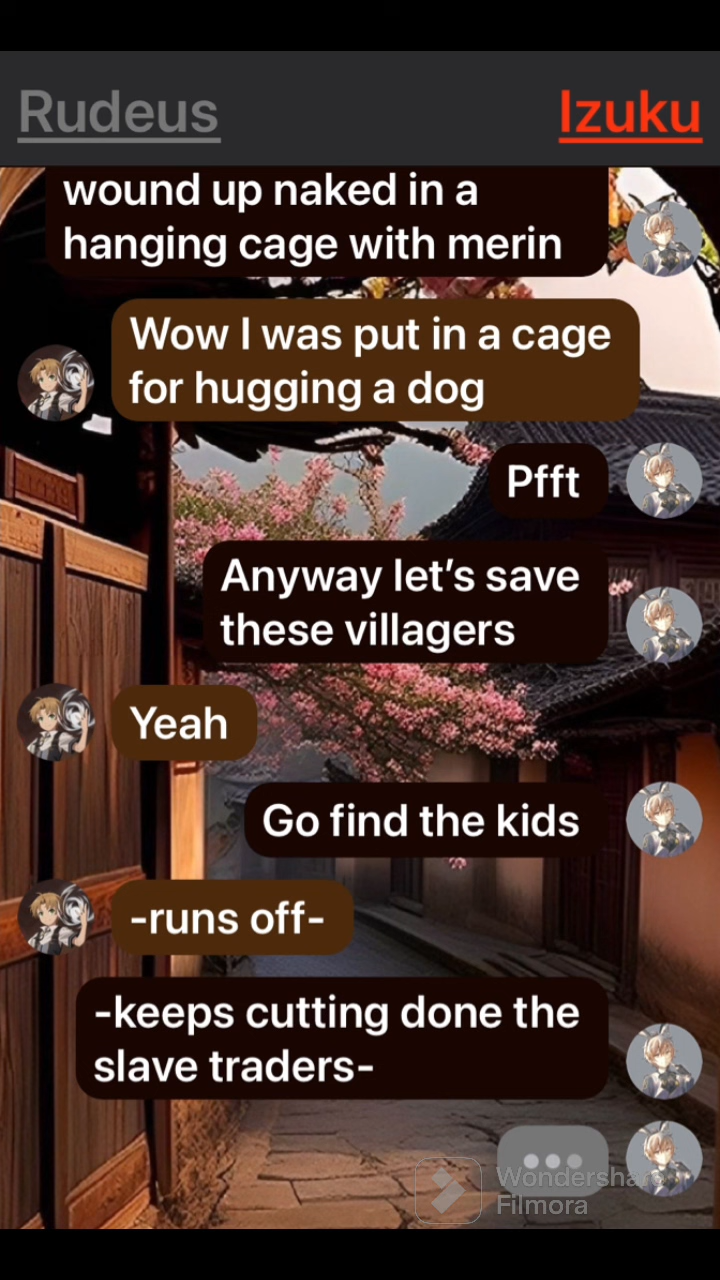 Rudeus
Izuku
wound up naked in a
hanging cage with merin
Wow I was put in a cage
for hugging a dog
Pfft
Anyway let's save
these villagers
Yeah
Go find the kids
-runs off-
-keeps cutting done the
slave traders-
Wondershare
Filmora